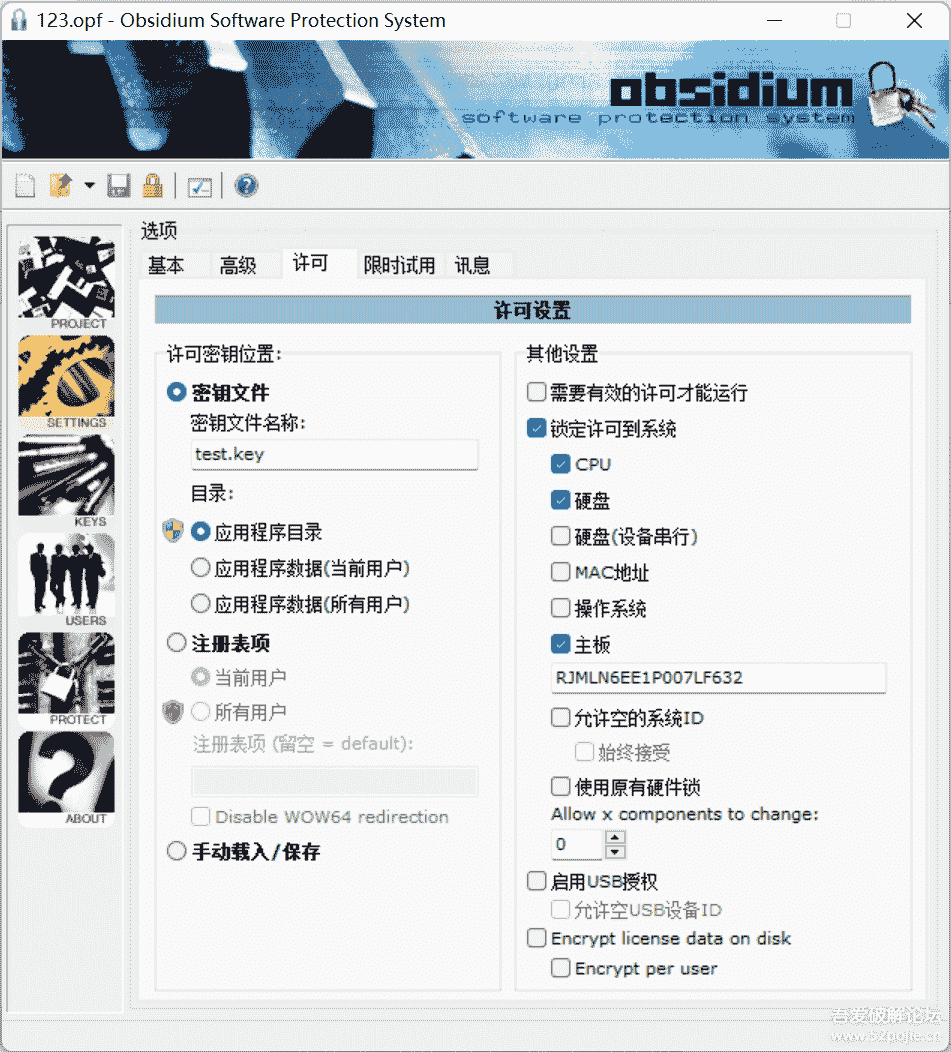 123.opf - Obsidium Software Protection System
obsidium
software protection system
选项
基本 高级 许可 限时试用 讯息
许可设置
PROJECT
SETTINGS
KEYS
USERS
PROTECT
ABOUT
许可密钥位置:
密钥文件
密钥文件名称:
test.key
目录:
应用程序目录
应用程序数据(当前用户)
应用程序数据(所有用户)
注册表项
当前用户
所有用户
注册表项 (留空 = default):
Disable WOW64 redirection
手动载入/保存
其他设置
需要有效的许可才能运行
锁定许可到系统
CPU
硬盘
硬盘(设备串行)
MAC地址
操作系统
主板
RJMLN6EE1P007LF632
允许空的系统ID
始终接受
使用原有硬件锁
Allow x components to change:
0
启用USB授权
允许空USB设备ID
Encrypt license data on disk
Encrypt per user
吾爱破解论坛
www.52pojie.cn